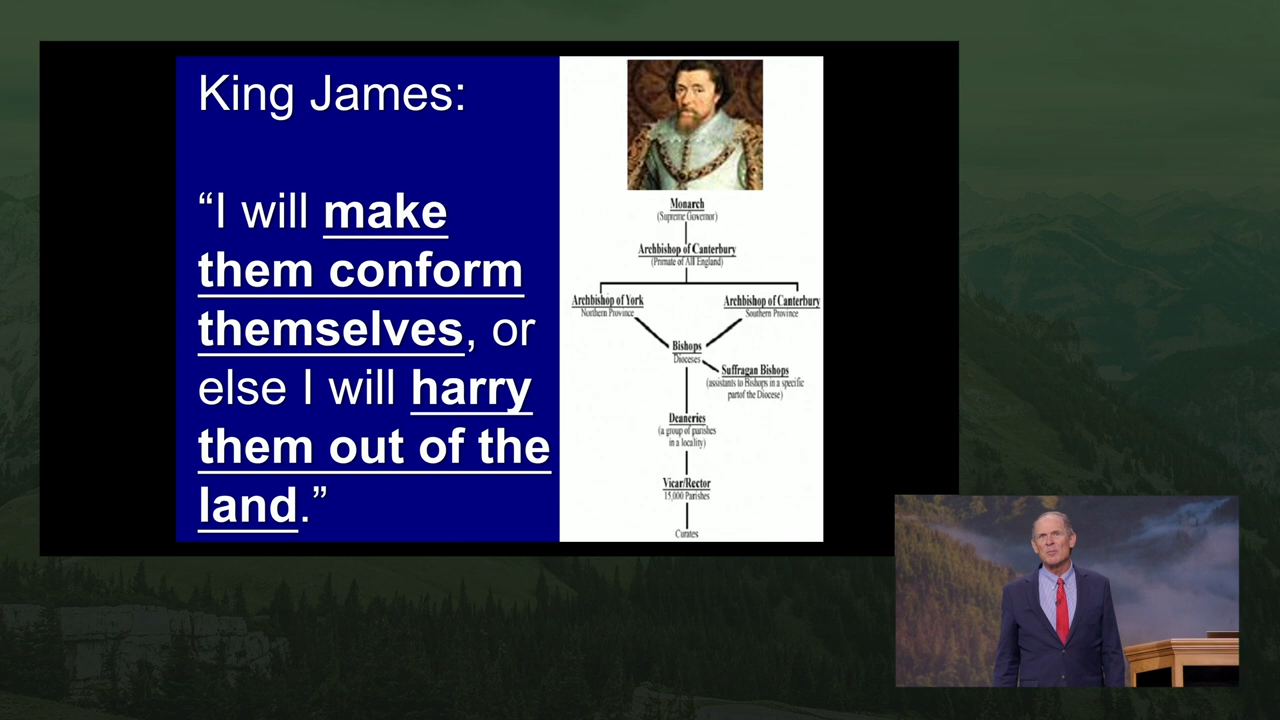 King James:
“I will make
them conform
themselves, or
else I will harry
them out of the
land.”
Monarch
(Supreme Governor)
Archbishop of Canterbury
(Primate of All England)
Archbishop of York
Northern Province
Archbishop of Canterbury
Southern Province
Bishops
Dioceses
Suffragan Bishops
(assistants to Bishops in a specific
partof the Diocese)
Deaneries
(a group of parishes
in a locality)
Vicar/Rector
15,000 Parishes
Curates